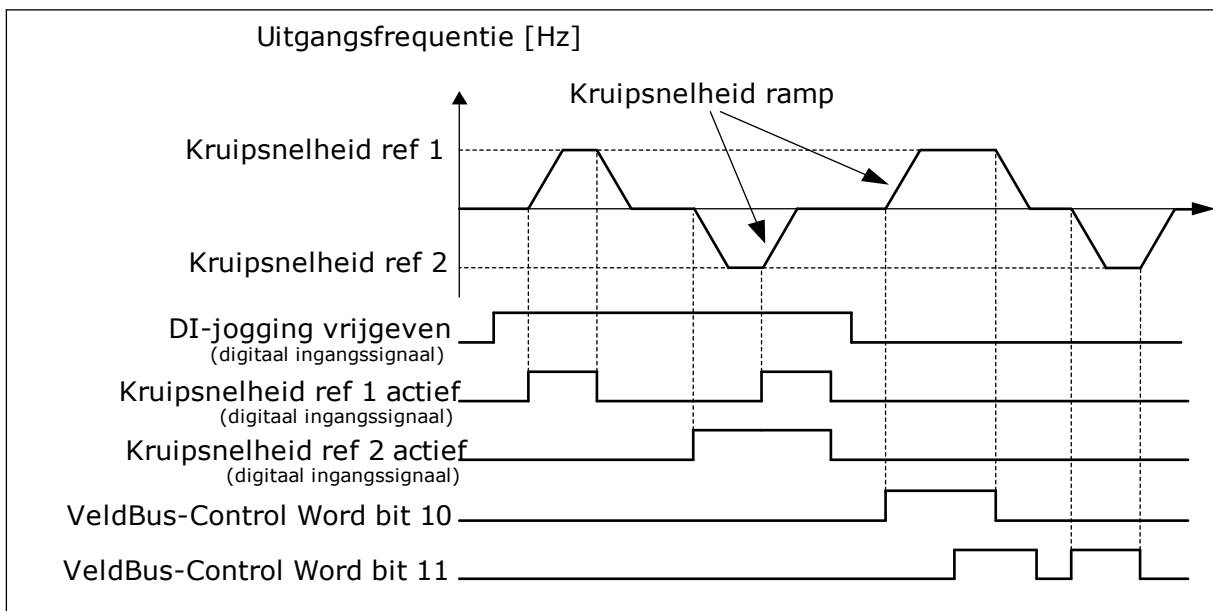 Uitgangsfrequentie [Hz]
Kruipsnelheid ramp
Kruipsnelheid ref 1
Kruipsnelheid ref 2
DI-jogging vrijgeven
(digitaal ingangssignaal)
Kruipsnelheid ref 1 actief
(digitaal ingangssignaal)
Kruipsnelheid ref 2 actief
(digitaal ingangssignaal)
VeldBus-Control Word bit 10
VeldBus-Control Word bit 11